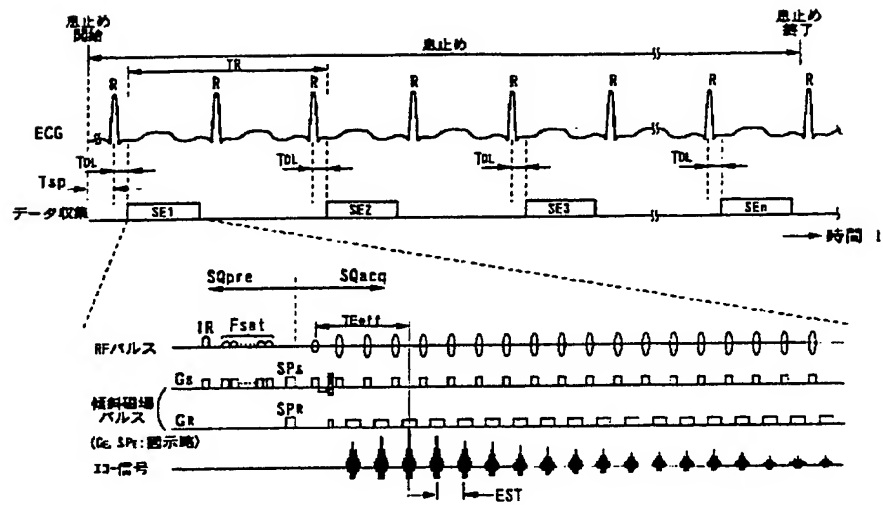 息止め
開始
息止め
終了
息止め
TR
R R R R R R R R
ECG
TDL TDL TDL TDL
Tsp
データ収集 SE1 SE2 SE3 SEn
時間 t
SQpre SQacq
IR Fsat TEeff
RFパルス
SPs
Gs
傾斜磁場
パルス
SPR
GR
(GE, SPE:図示略)
エコー信号
EST